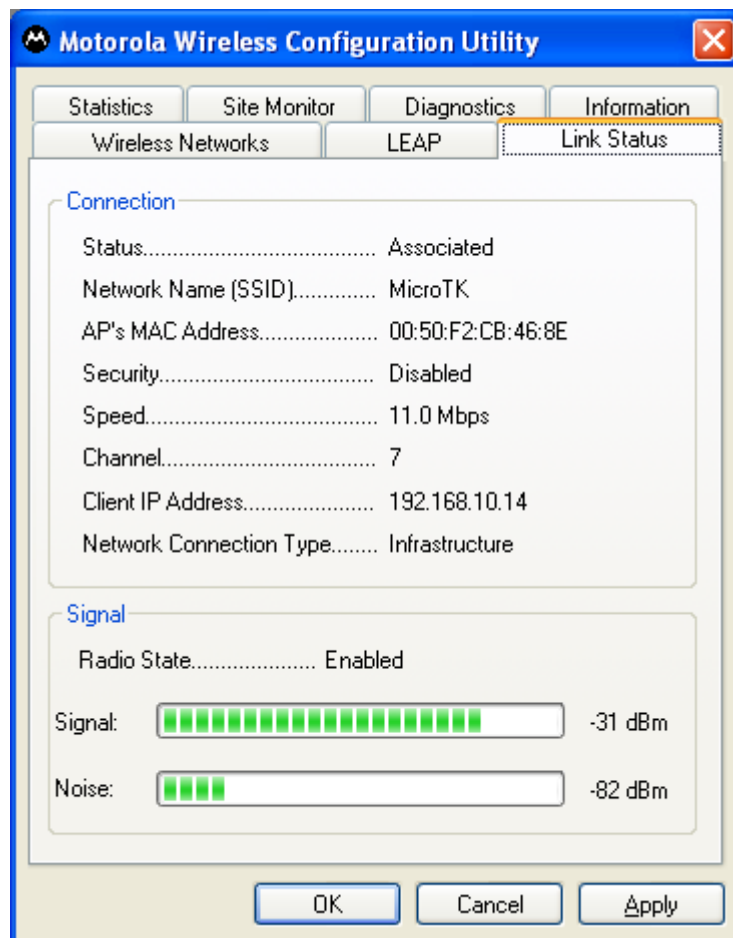 Motorola Wireless Configuration Utility
Statistics Site Monitor Diagnostics Information
Wireless Networks LEAP Link Status
Connection
Status................................... Associated
Network Name (SSID)............. MicroTK
AP's MAC Address.................... 00:50:F2:CB:46:8E
Security................................. Disabled
Speed.................................... 11.0 Mbps
Channel................................. 7
Client IP Address...................... 192.168.10.14
Network Connection Type........ Infrastructure
Signal
Radio State..................... Enabled
Signal: -31 dBm
Noise: -82 dBm
OK Cancel Apply